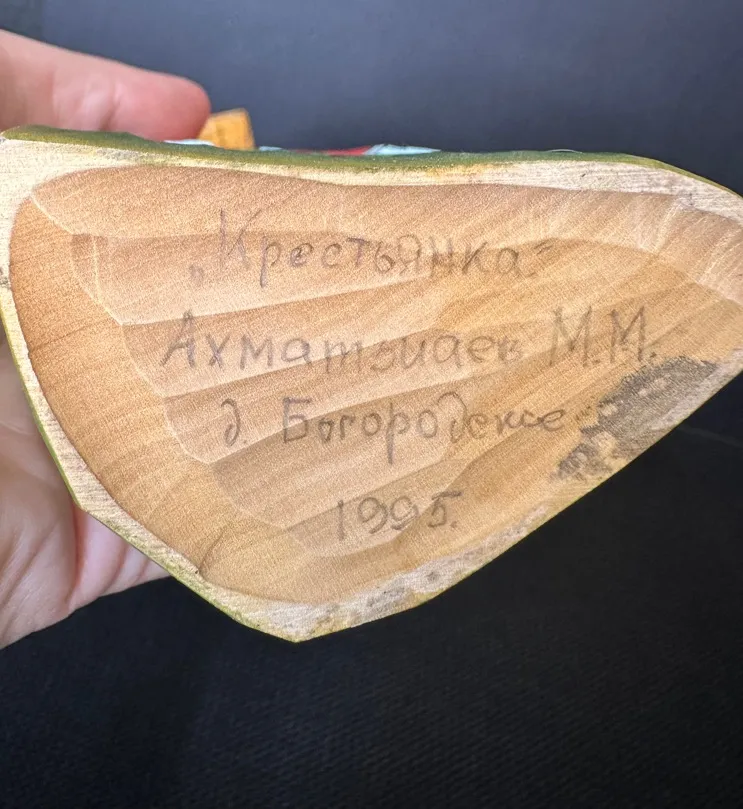 „Крестьянка"
Ахматзиаев М.М.
д. Богородское
1995.